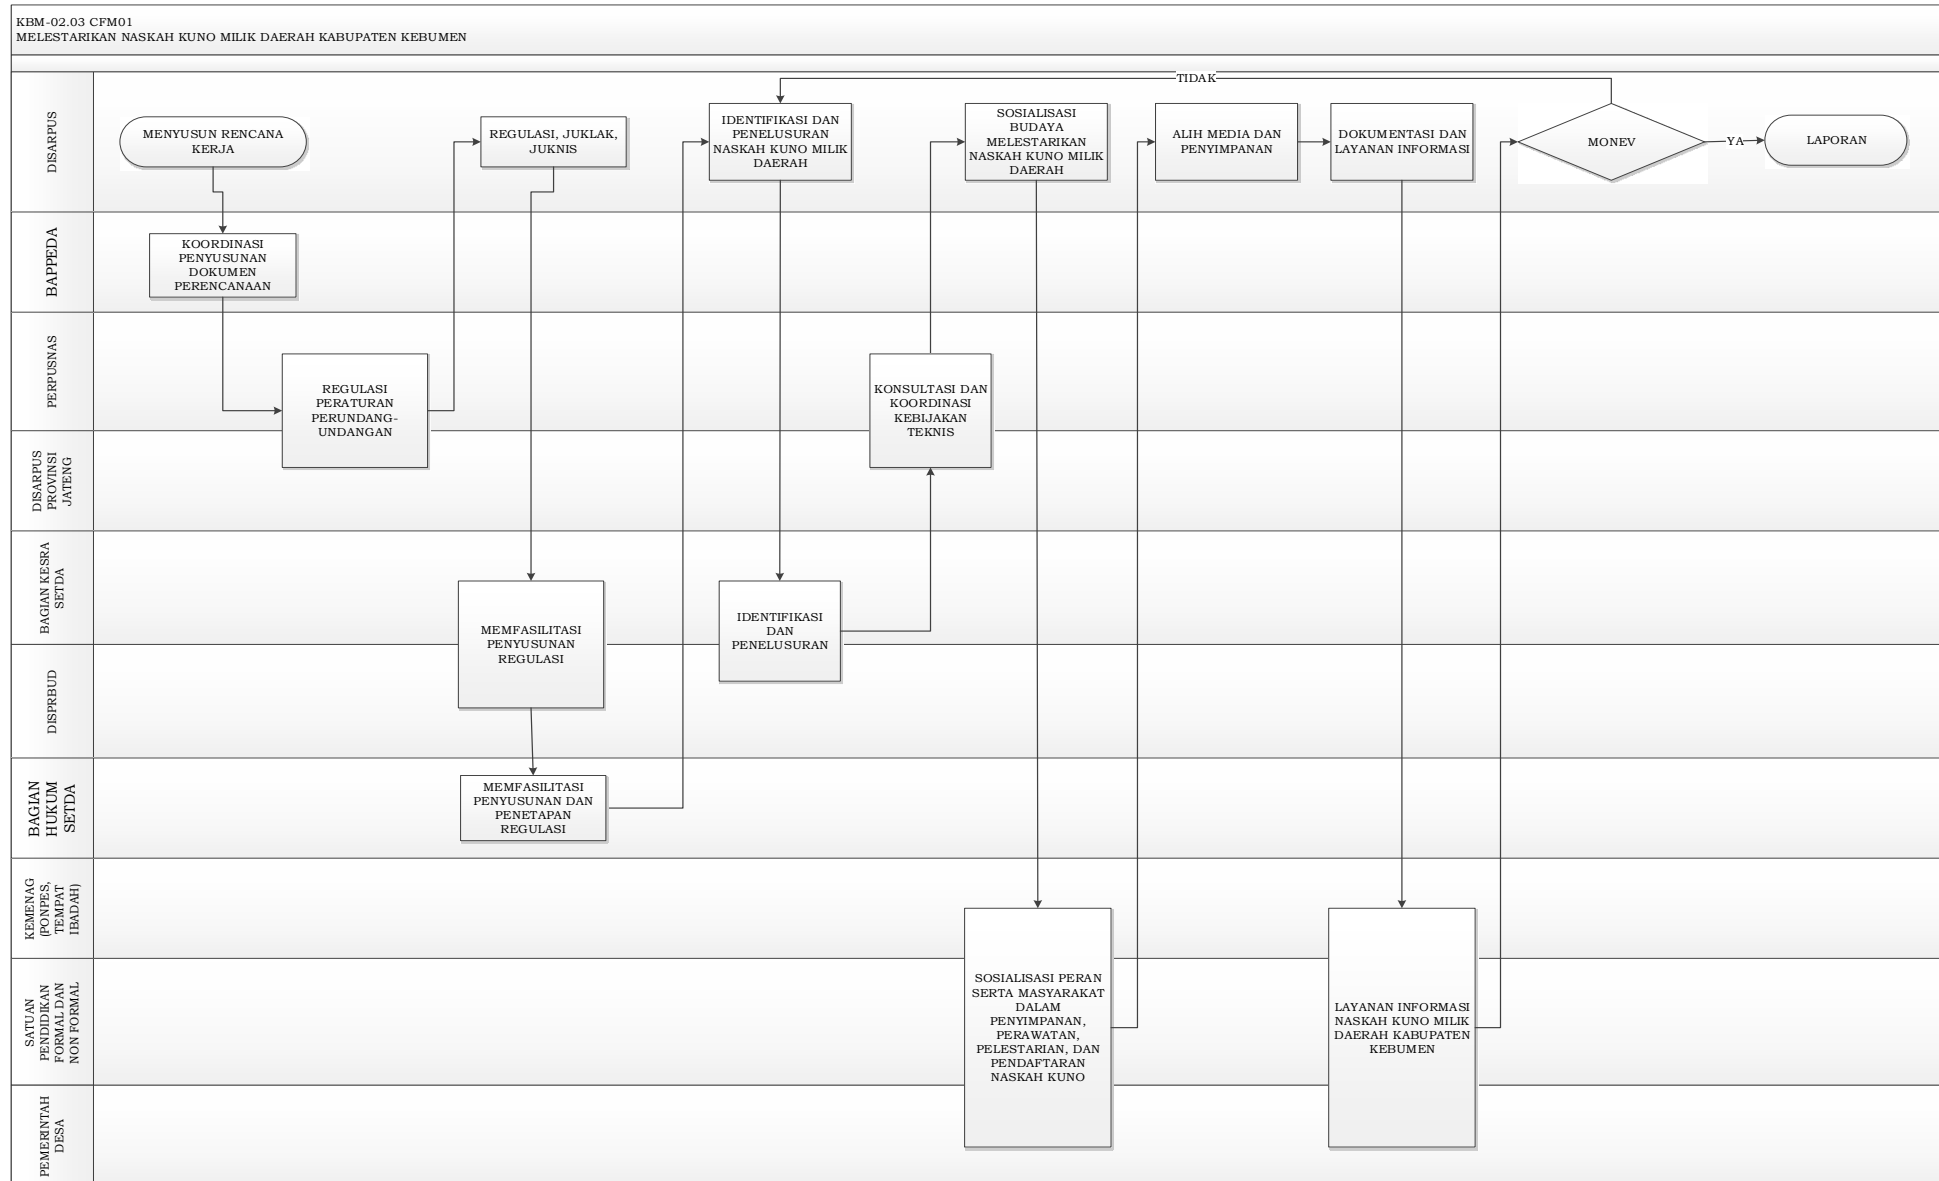 KBM-02.03 CFM01
MELESTARIKAN NASKAH KUNO MILIK DAERAH KABUPATEN KEBUMEN
DISARPUS
MENYUSUN RENCANA
KERJA
REGULASI, JUKLAK,
JUKNIS
IDENTIFIKASI DAN
PENELUSURAN
NASKAH KUNO MILIK
DAERAH
SOSIALISASI
BUDAYA
MELESTARIKAN
NASKAH KUNO MILIK
DAERAH
TIDAK
ALIH MEDIA DAN
PENYIMPANAN
DOKUMENTASI DAN
LAYANAN INFORMASI
MONEV
YA
LAPORAN
BAPPEDA
KOORDINASI
PENYUSUNAN
DOKUMEN
PERENCANAAN
PERPUSNAS
REGULASI
PERATURAN
PERUNDANG-
UNDANGAN
KONSULTASI DAN
KOORDINASI
KEBIJAKAN
TEKNIS
DISARPUS
PROVINSI
JATENG
BAGIAN KESRA
SETDA
MEMFASILITASI
PENYUSUNAN
REGULASI
IDENTIFIKASI
DAN
PENELUSURAN
DISPRBUD
BAGIAN
HUKUM
SETDA
MEMFASILITASI
PENYUSUNAN DAN
PENETAPAN
REGULASI
KEMENAG
(PONPES,
TEMPAT
IBADAH)
SATUAN
PENDIDIKAN
FORMAL DAN
NON FORMAL
SOSIALISASI PERAN
SERTA MASYARAKAT
DALAM
PENYIMPANAN,
PERAWATAN,
PELESTARIAN, DAN
PENDAFTARAN
NASKAH KUNO
LAYANAN INFORMASI
NASKAH KUNO MILIK
DAERAH KABUPATEN
KEBUMEN
PEMERINTAH
DESA